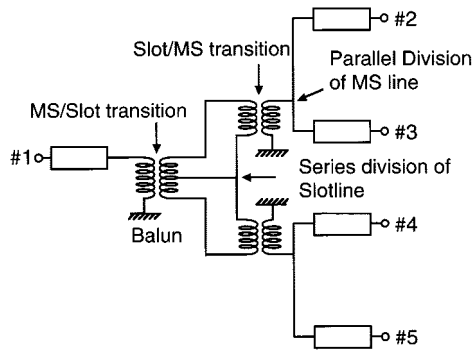 #2
Slot/MS transition
Parallel Division
of MS line
MS/Slot transition
#3
#1
Series division of
Slotline
Balun
#4
#5